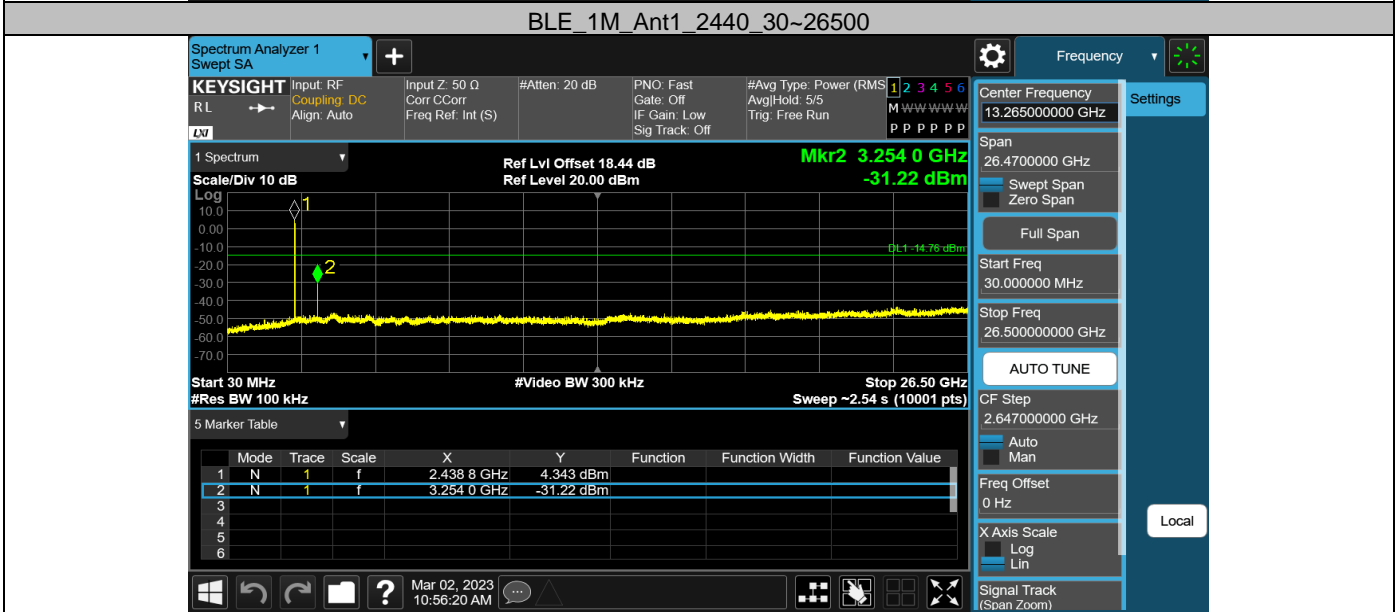 BLE_1M_Ant1_2440_30~26500
Spectrum Analyzer 1
Swept SA
+
Frequency
KEYSIGHT
R L
LXI
Input: RF
Coupling: DC
Align: Auto
Input Z: 50 Ω
Corr CCorr
Freq Ref: Int (S)
#Atten: 20 dB
PNO: Fast
Gate: Off
IF Gain: Low
Sig Track: Off
#Avg Type: Power (RMS
Avg|Hold: 5/5
Trig: Free Run
1 2 3 4 5 6
M W W W W W
P P P P P P
1 Spectrum
Scale/Div 10 dB
Ref Lvl Offset 18.44 dB
Ref Level 20.00 dBm
Mkr2 3.254 0 GHz
-31.22 dBm
Log
10.0
0.00
-10.0
-20.0
-30.0
-40.0
-50.0
-60.0
-70.0
1
2
DL1 -14.76 dBm
Start 30 MHz
#Video BW 300 kHz
Stop 26.50 GHz
#Res BW 100 kHz
Sweep ~2.54 s (10001 pts)
5 Marker Table
Mode Trace Scale X Y Function Function Width Function Value
1 N 1 f 2.438 8 GHz 4.343 dBm
2 N 1 f 3.254 0 GHz -31.22 dBm
3
4
5
6
Mar 02, 2023
10:56:20 AM
?
Center Frequency
13.265000000 GHz
Settings
Span
26.4700000 GHz
Swept Span
Zero Span
Full Span
Start Freq
30.000000 MHz
Stop Freq
26.500000000 GHz
AUTO TUNE
CF Step
2.647000000 GHz
Auto
Man
Freq Offset
0 Hz
Local
X Axis Scale
Log
Lin
Signal Track
(Span Zoom)